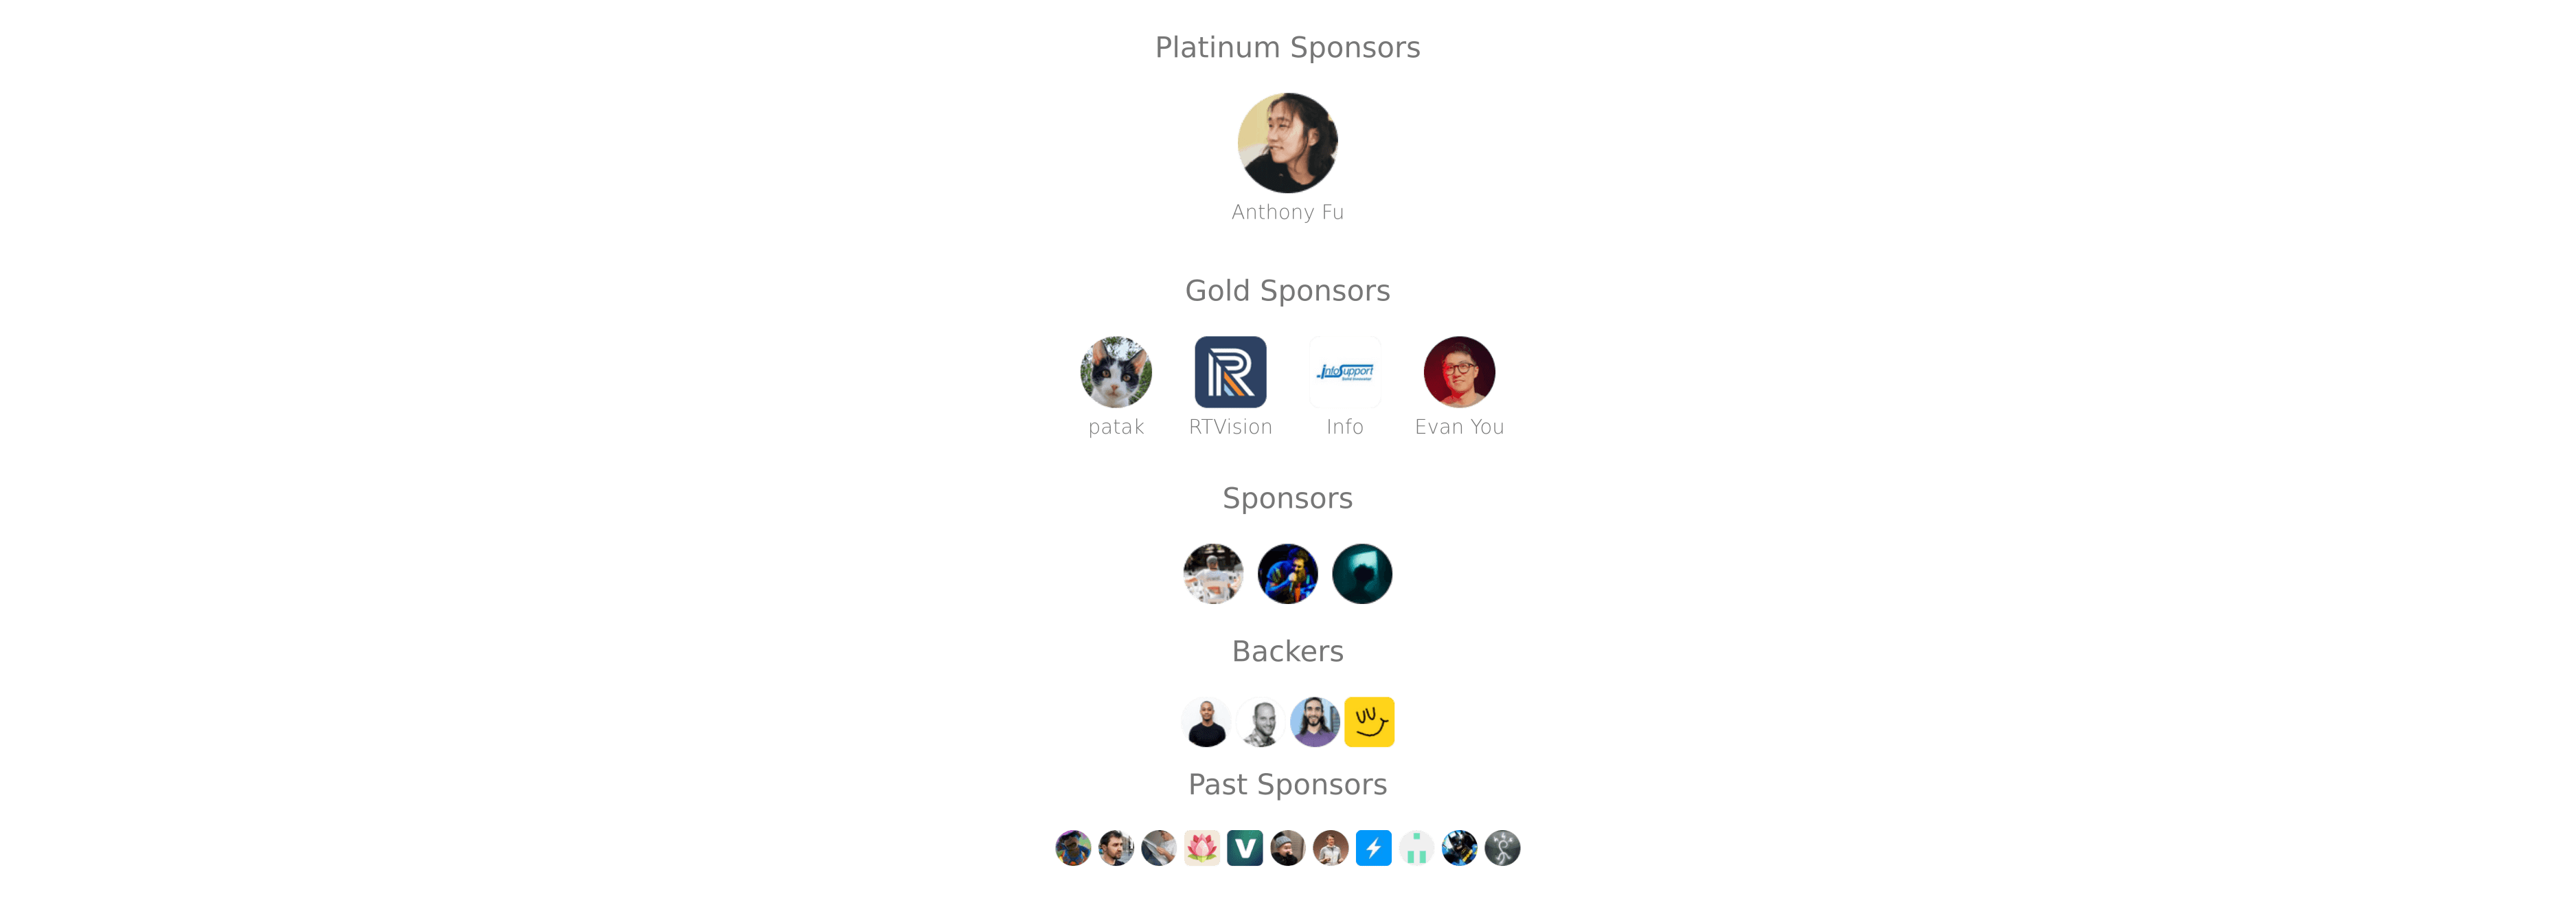 Platinum Sponsors
Anthony Fu
Gold Sponsors
infoSupport
patak RTVision Info Evan You
Sponsors
Backers
Past Sponsors
V